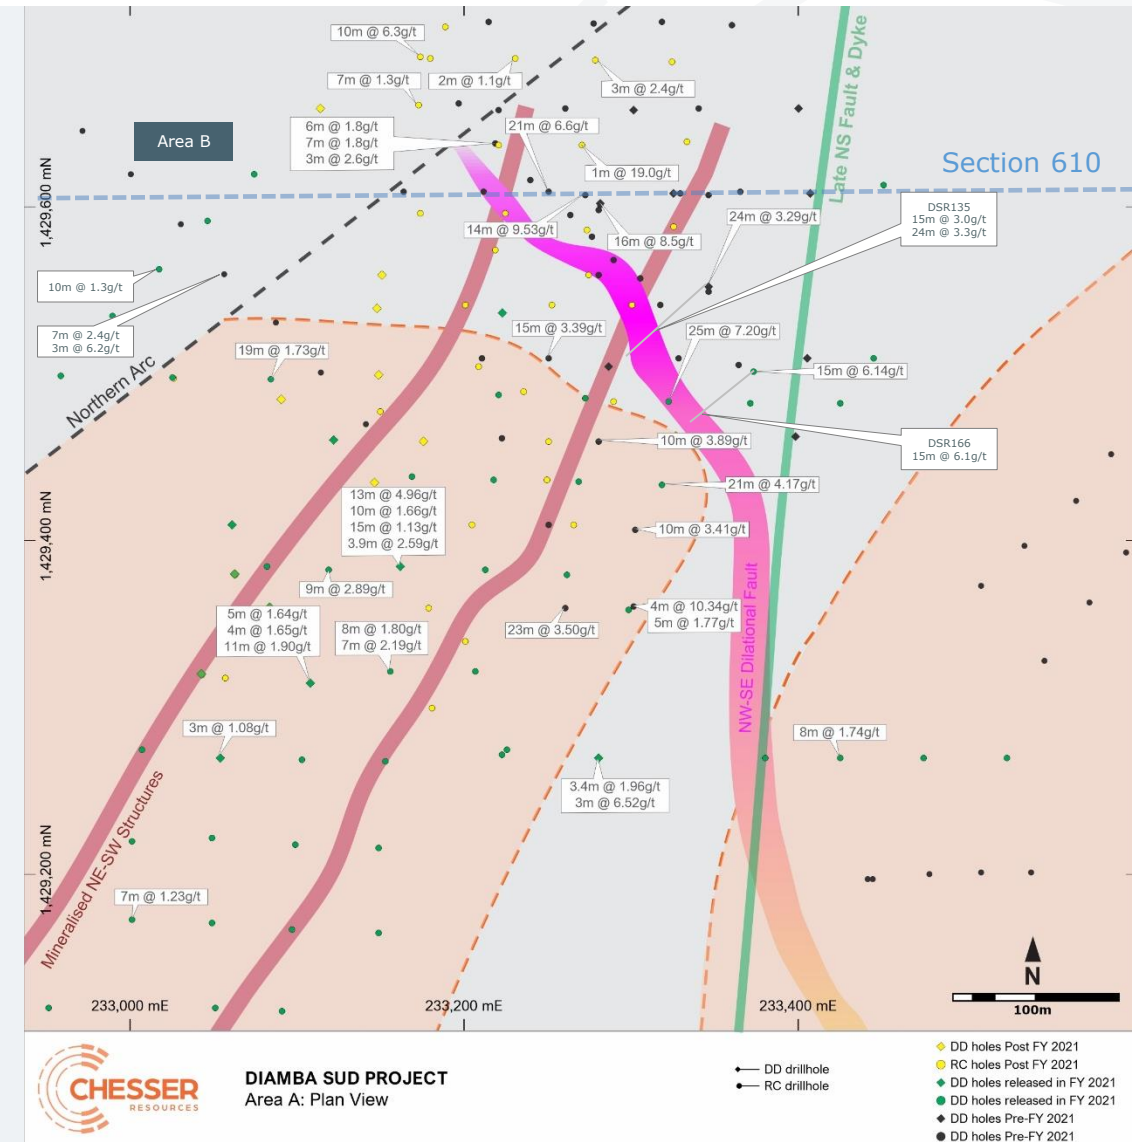 10m @ 6.3g/t
7m @ 1.3g/t
2m @ 1.1g/t
3m @ 2.4g/t
Late NS Fault & Dyke
Area B
6m @ 1.8g/t
7m @ 1.8g/t
3m @ 2.6g/t
21m @ 6.6g/t
1m @ 19.0g/t
Section 610
1,429,600 mN
14m @ 9.53g/t
16m @ 8.5g/t
24m @ 3.29g/t
DSR135
15m @ 3.0g/t
24m @ 3.3g/t
10m @ 1.3g/t
7m @ 2.4g/t
3m @ 6.2g/t
15m @ 3.39g/t
25m @ 7.20g/t
19m @ 1.73g/t
15m @ 6.14g/t
Northern Arc
10m @ 3.89g/t
DSR166
15m @ 6.1g/t
21m @ 4.17g/t
1,429,400 mN
13m @ 4.96g/t
10m @ 1.66g/t
15m @ 1.13g/t
3.9m @ 2.59g/t
10m @ 3.41g/t
9m @ 2.89g/t
5m @ 1.64g/t
4m @ 1.65g/t
11m @ 1.90g/t
8m @ 1.80g/t
7m @ 2.19g/t
23m @ 3.50g/t
4m @ 10.34g/t
5m @ 1.77g/t
NW-SE Dilational Fault
3m @ 1.08g/t
8m @ 1.74g/t
3.4m @ 1.96g/t
3m @ 6.52g/t
Mineralised NE-SW Structures
1,429,200 mN
7m @ 1.23g/t
233,000 mE
233,200 mE
233,400 mE
N
100m
CHESSER
RESOURCES
DIAMBA SUD PROJECT
Area A: Plan View
DD drillhole
RC drillhole
DD holes Post FY 2021
RC holes Post FY 2021
DD holes released in FY 2021
DD holes released in FY 2021
DD holes Pre-FY 2021
DD holes Pre-FY 2021